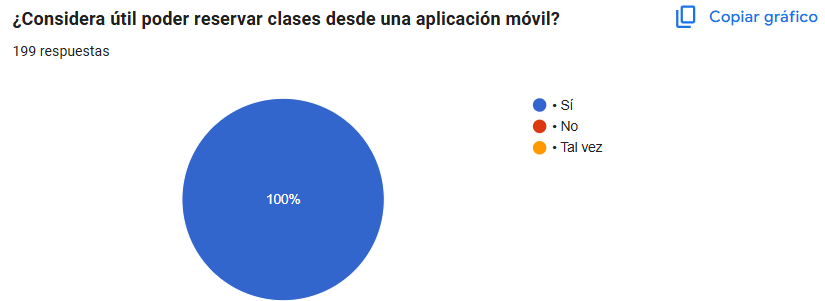 ¿Considera útil poder reservar clases desde una aplicación móvil?
Copiar gráfico
199 respuestas
• Sí
• No
• Tal vez
100%